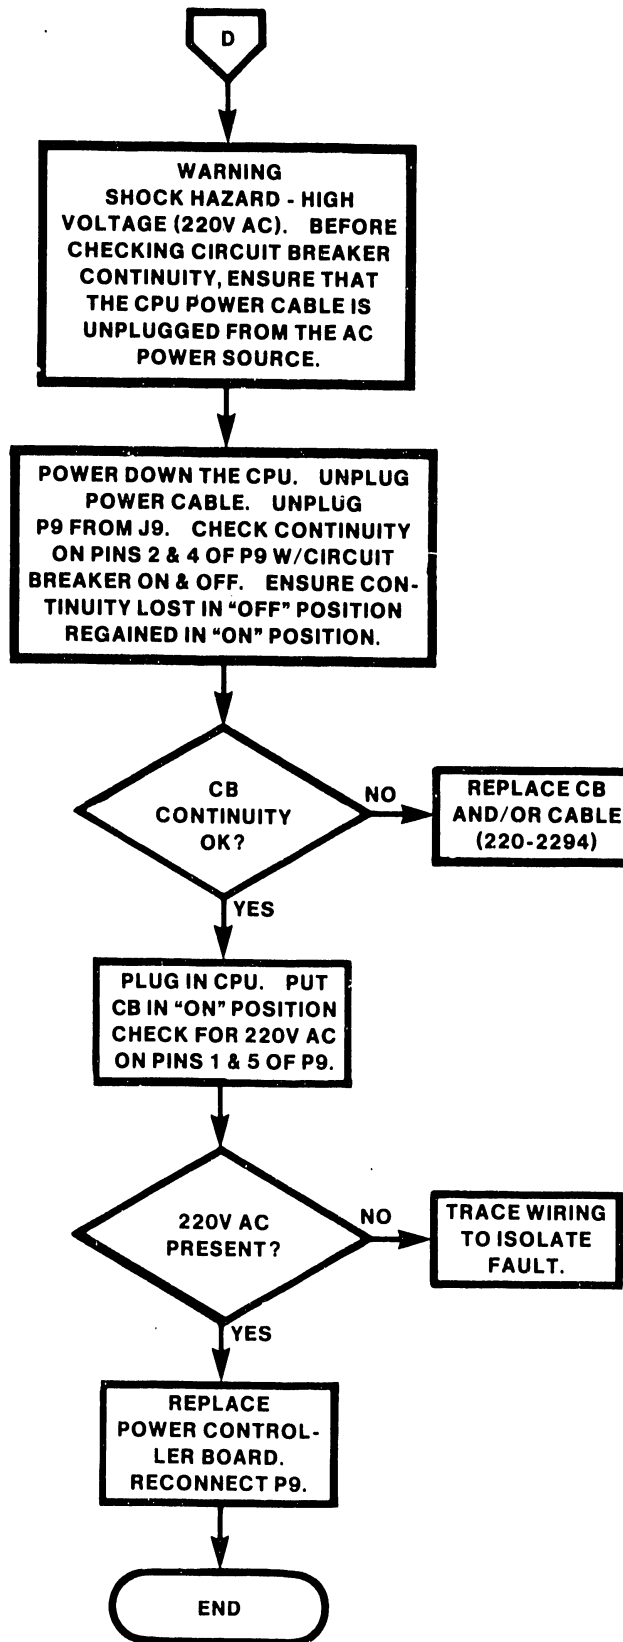 D
WARNING
SHOCK HAZARD - HIGH
VOLTAGE (220V AC). BEFORE
CHECKING CIRCUIT BREAKER
CONTINUITY, ENSURE THAT
THE CPU POWER CABLE IS
UNPLUGGED FROM THE AC
POWER SOURCE.
POWER DOWN THE CPU. UNPLUG
POWER CABLE. UNPLUG
P9 FROM J9. CHECK CONTINUITY
ON PINS 2 & 4 OF P9 W/CIRCUIT
BREAKER ON & OFF. ENSURE CON-
TINUITY LOST IN "OFF" POSITION
REGAINED IN "ON" POSITION.
CB
CONTINUITY
OK?
NO
REPLACE CB
AND/OR CABLE
(220-2294)
YES
PLUG IN CPU. PUT
CB IN "ON" POSITION
CHECK FOR 220V AC
ON PINS 1 & 5 OF P9.
220V AC
PRESENT?
NO
TRACE WIRING
TO ISOLATE
FAULT.
YES
REPLACE
POWER CONTROL-
LER BOARD.
RECONNECT P9.
END